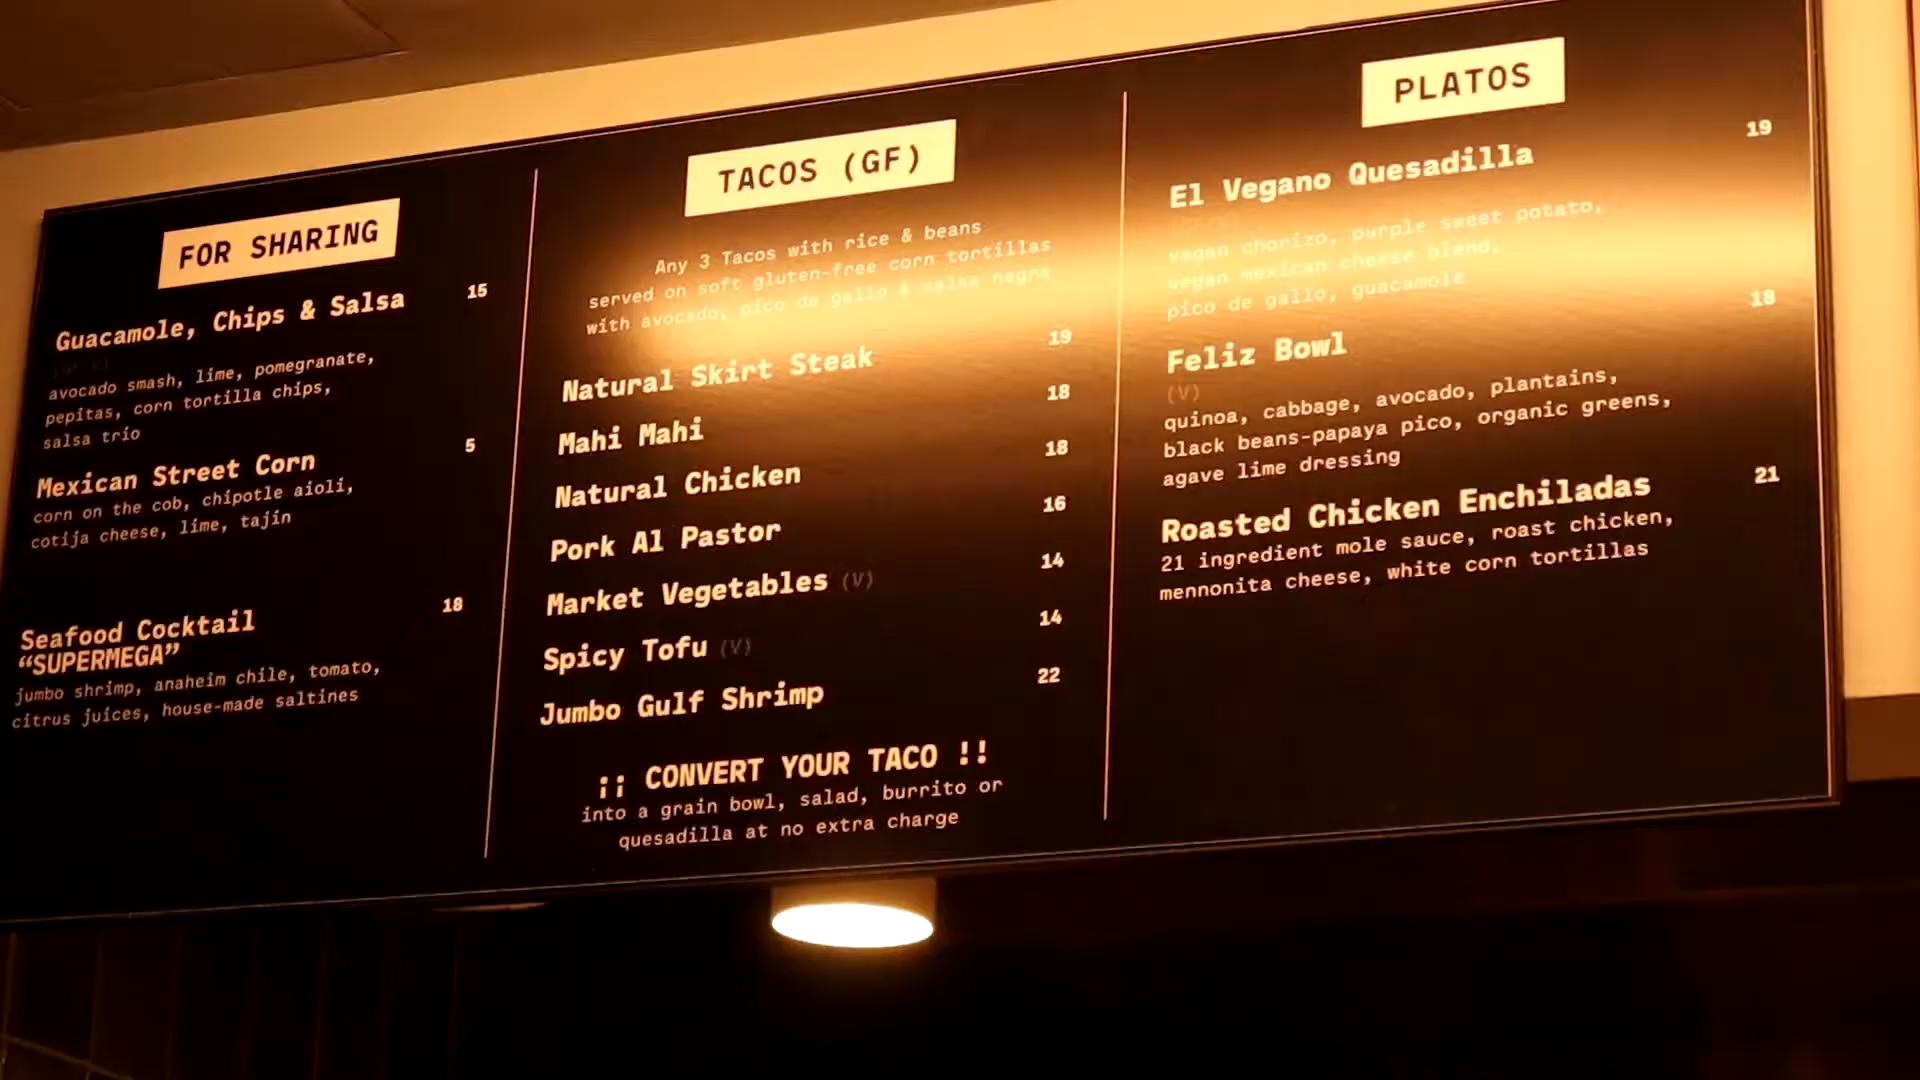 FOR SHARING
Guacamole, Chips & Salsa 15
avocado smash, lime, pomegranate,
pepitas, corn tortilla chips,
salsa trio
Mexican Street Corn 5
corn on the cob, chipotle aioli,
cotija cheese, lime, tajin
Seafood Cocktail 18
“SUPERMEGA”
jumbo shrimp, anaheim chile, tomato,
citrus juices, house-made saltines
TACOS (GF)
Any 3 Tacos with rice & beans
served on soft gluten-free corn tortillas
with avocado, pico de gallo & salsa negra
Natural Skirt Steak 19
Mahi Mahi 18
Natural Chicken 18
Pork Al Pastor 16
Market Vegetables (V) 14
Spicy Tofu (V) 14
Jumbo Gulf Shrimp 22
¡¡ CONVERT YOUR TACO !!
into a grain bowl, salad, burrito or
quesadilla at no extra charge
PLATOS
El Vegano Quesadilla 19
vegan chorizo, purple sweet potato,
vegan mexican cheese blend,
pico de gallo, guacamole
Feliz Bowl 18
(V)
quinoa, cabbage, avocado, plantains,
black beans-papaya pico, organic greens,
agave lime dressing
Roasted Chicken Enchiladas 21
21 ingredient mole sauce, roast chicken,
mennonita cheese, white corn tortillas